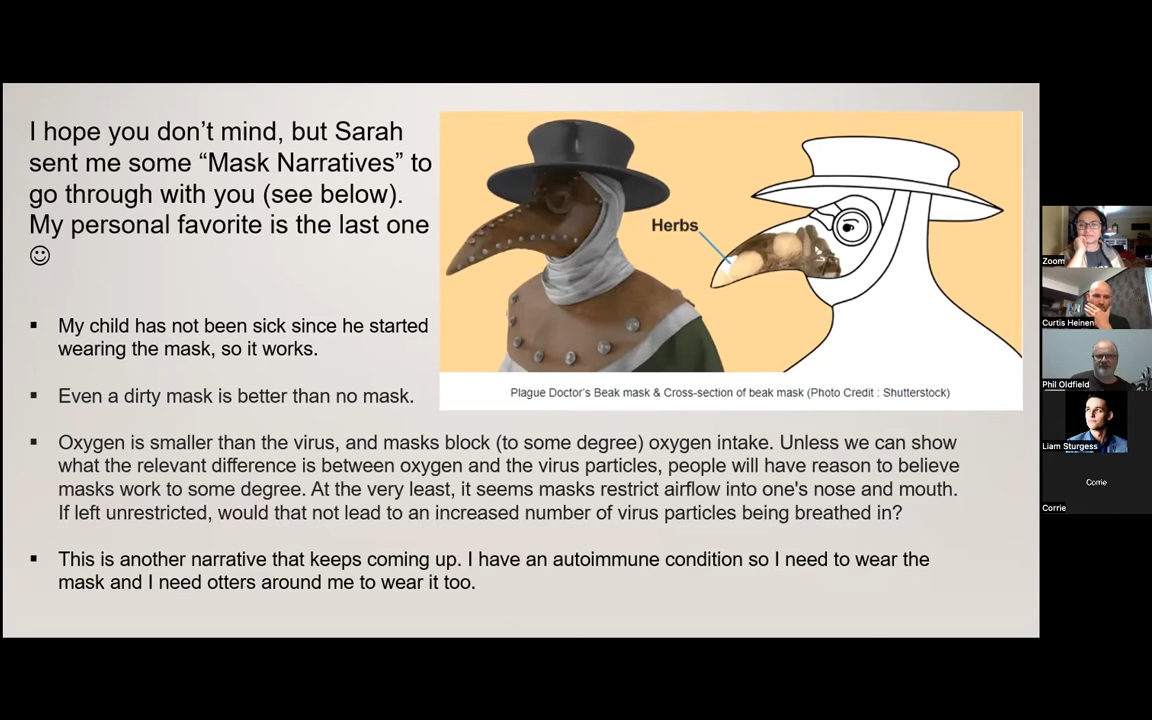 I hope you don’t mind, but Sarah
sent me some “Mask Narratives” to
go through with you (see below).
My personal favorite is the last one
☺
▪ My child has not been sick since he started
wearing the mask, so it works.
▪ Even a dirty mask is better than no mask.
Herbs
Plague Doctor’s Beak mask & Cross-section of beak mask (Photo Credit : Shutterstock)
▪ Oxygen is smaller than the virus, and masks block (to some degree) oxygen intake. Unless we can show
what the relevant difference is between oxygen and the virus particles, people will have reason to believe
masks work to some degree. At the very least, it seems masks restrict airflow into one's nose and mouth.
If left unrestricted, would that not lead to an increased number of virus particles being breathed in?
▪ This is another narrative that keeps coming up. I have an autoimmune condition so I need to wear the
mask and I need otters around me to wear it too.
Zoom
Curtis Heinen
Phil Oldfield
Liam Sturgess
Corrie
Corrie